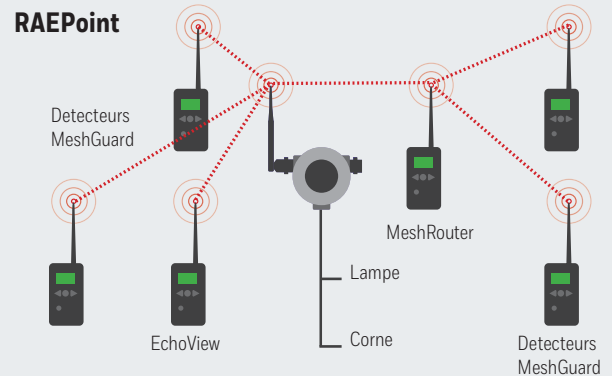 RAEPoint
Detecteurs
MeshGuard
MeshRouter
Lampe
EchoView
Corne
Detecteurs
MeshGuard